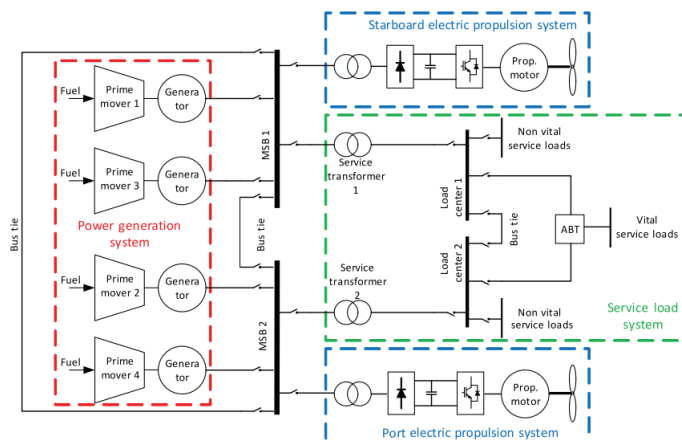 Starboard electric propulsion system
Prop.
motor
Fuel
Prime
mover 1
Genera
tor
MSB 1
Non vital
service loads
Service
transformer
1
Load
center 1
Fuel
Prime
mover 3
Genera
tor
Bus tie
Power generation
system
Bus tie
Bus tie
ABT
Vital
service loads
Load
center 2
Fuel
Prime
mover 2
Genera
tor
Service
transformer
2
Non vital
service loads
Service load
system
MSB 2
Fuel
Prime
mover 4
Genera
tor
Prop.
motor
Port electric propulsion system